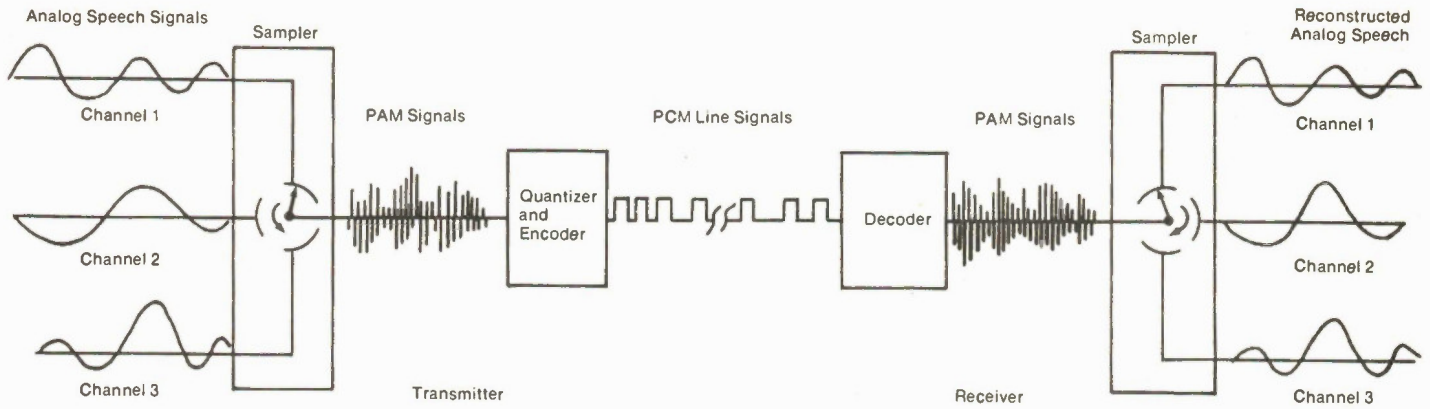 Analog Speech Signals
Sampler
Channel 1
PAM Signals
Channel 2
Quantizer
and
Encoder
Channel 3
Transmitter
PCM Line Signals
Decoder
PAM Signals
Receiver
Sampler
Reconstructed
Analog Speech
Channel 1
Channel 2
Channel 3